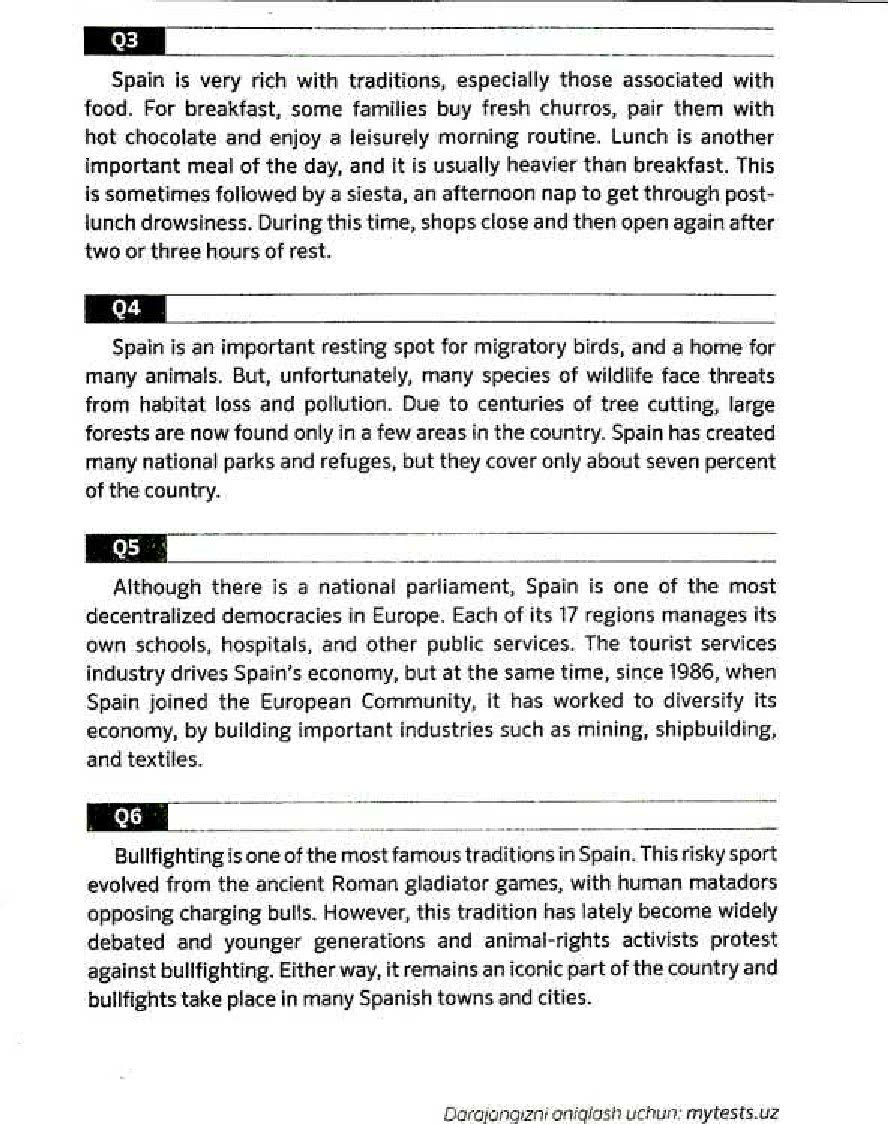 Q3
Spain is very rich with traditions, especially those associated with
food. For breakfast, some families buy fresh churros, pair them with
hot chocolate and enjoy a leisurely morning routine. Lunch is another
important meal of the day, and it is usually heavier than breakfast. This
is sometimes followed by a siesta, an afternoon nap to get through post-
lunch drowsiness. During this time, shops close and then open again after
two or three hours of rest.
Q4
Spain is an important resting spot for migratory birds, and a home for
many animals. But, unfortunately, many species of wildlife face threats
from habitat loss and pollution. Due to centuries of tree cutting, large
forests are now found only in a few areas in the country. Spain has created
many national parks and refuges, but they cover only about seven percent
of the country.
Q5
Although there is a national parliament, Spain is one of the most
decentralized democracies in Europe. Each of its 17 regions manages its
own schools, hospitals, and other public services. The tourist services
industry drives Spain's economy, but at the same time, since 1986, when
Spain joined the European Community, it has worked to diversify its
economy, by building important industries such as mining, shipbuilding,
and textiles.
Q6
Bullfighting is one of the most famous traditions in Spain. This risky sport
evolved from the ancient Roman gladiator games, with human matadors
opposing charging bulls. However, this tradition has lately become widely
debated and younger generations and animal-rights activists protest
against bullfighting. Either way, it remains an iconic part of the country and
bullfights take place in many Spanish towns and cities.
Darajangizni aniqlash uchun: mytests.uz